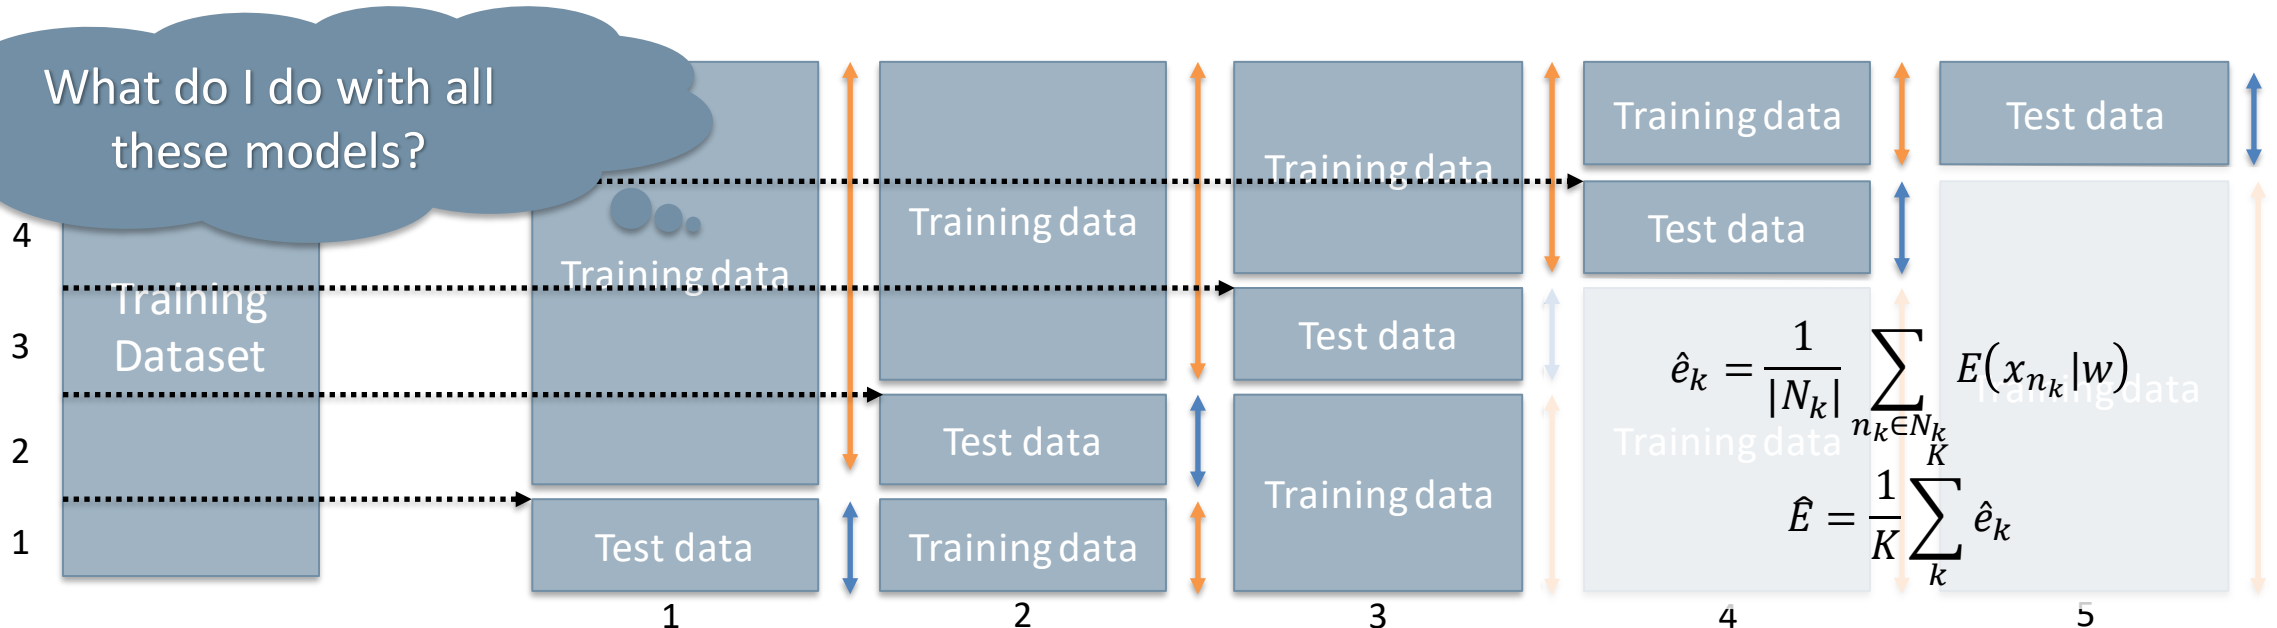 What do I do with all
these models?
4
3
2
1
Training
Dataset
Training data
Test data
1
Training data
Test data
Training data
2
Training data
Test data
Training data
3
Training data
Test data
Training data
4
Test data
Training data
5
ê_k = 1/|N_k| ∑_{n_k∈N_k} E(x_{n_k}|w)
Ê = 1/K ∑_k^K ê_k